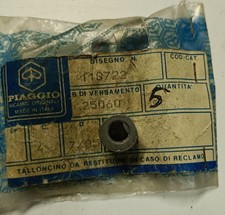 DISEGNO N.
COD. CAT.
118722
1
PIAGGIO
RICAMBI ORIGINALI
MADE IN ITALY
B. DI VERSAMENTO
QUANTITÀ
25060
5
TALLONCINO DA RESTITUIRE IN CASO DI RECLAMO